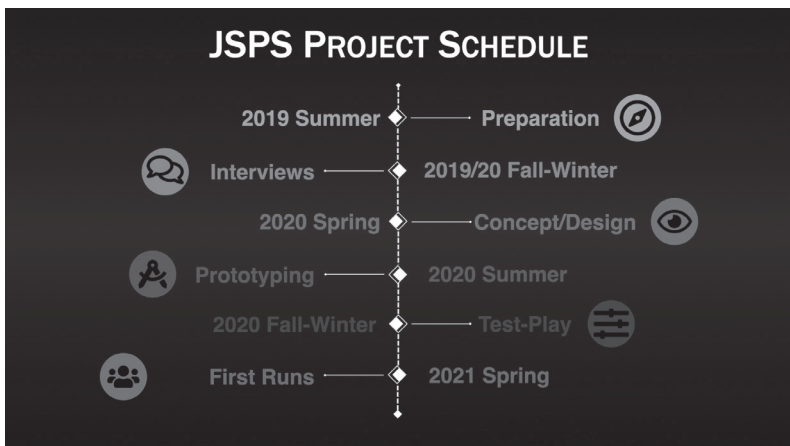 JSPS PROJECT SCHEDULE
2019 Summer Preparation
Interviews 2019/20 Fall-Winter
2020 Spring Concept/Design
Prototyping 2020 Summer
2020 Fall-Winter Test-Play
First Runs 2021 Spring